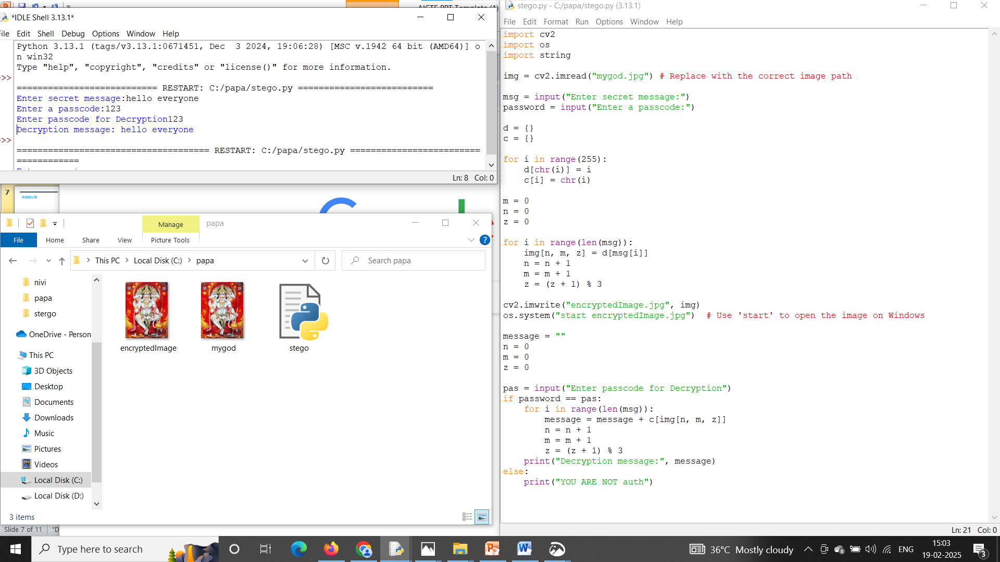 *IDLE Shell 3.13.1*
File Edit Shell Debug Options Window Help
Python 3.13.1 (tags/v3.13.1:0671451, Dec  3 2024, 19:06:28) [MSC v.1942 64 bit (AMD64)] o
n win32
Type "help", "copyright", "credits" or "license()" for more information.
>>
=========================== RESTART: C:/papa/stego.py ==========================
Enter secret message:hello everyone
Enter a passcode:123
Enter passcode for Decryption123
Decryption message: hello everyone
>>
===================================== RESTART: C:/papa/stego.py =========================
============
Ln: 8 Col: 0
7
RESULTS
Manage papa
File Home Share View Picture Tools
This PC Local Disk (C:) papa
Search papa
nivi
papa
stergo
OneDrive - Person
This PC
3D Objects
Desktop
Documents
Downloads
Music
Pictures
Videos
Local Disk (C:)
Local Disk (D:)
encryptedImage mygod stego
3 items
Slide 7 of 11 "D
stego.py - C:/papa/stego.py (3.13.1)
File Edit Format Run Options Window Help
import cv2
import os
import string
img = cv2.imread("mygod.jpg") # Replace with the correct image path
msg = input("Enter secret message:")
password = input("Enter a passcode:")
d = {}
c = {}
for i in range(255):
    d[chr(i)] = i
    c[i] = chr(i)
m = 0
n = 0
z = 0
for i in range(len(msg)):
    img[n, m, z] = d[msg[i]]
    n = n + 1
    m = m + 1
    z = (z + 1) % 3
cv2.imwrite("encryptedImage.jpg", img)
os.system("start encryptedImage.jpg")  # Use 'start' to open the image on Windows
message = ""
n = 0
m = 0
z = 0
pas = input("Enter passcode for Decryption")
if password == pas:
    for i in range(len(msg)):
        message = message + c[img[n, m, z]]
        n = n + 1
        m = m + 1
        z = (z + 1) % 3
    print("Decryption message:", message)
else:
    print("YOU ARE NOT auth")
Ln: 21 Col: 0
Type here to search
36°C Mostly cloudy
ENG
15:03
19-02-2025
3